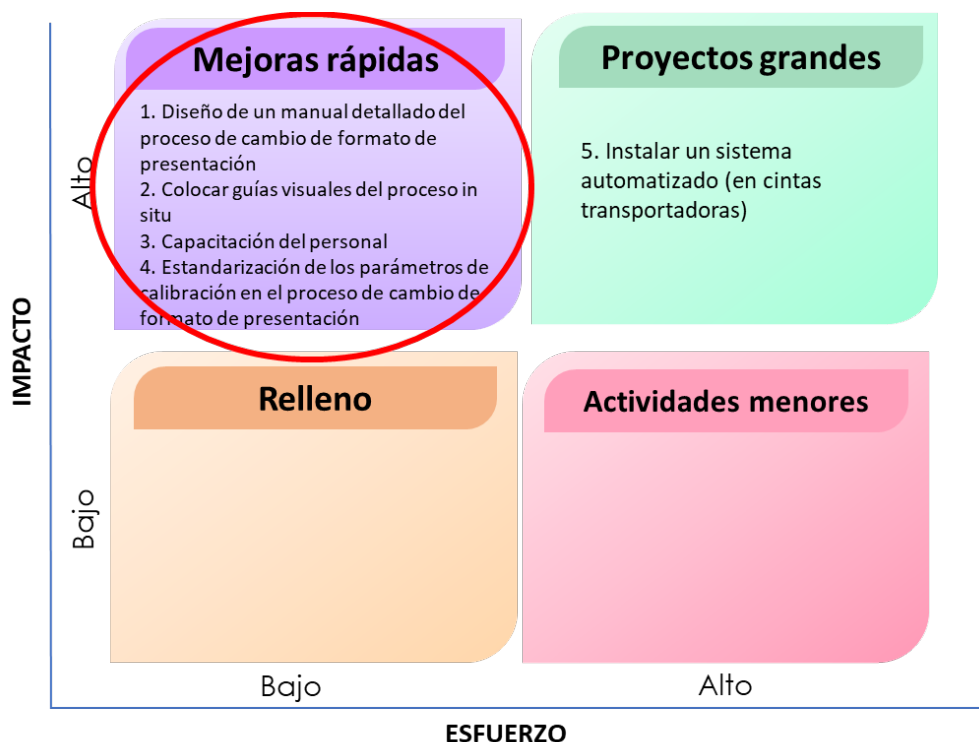 Mejoras rápidas
1. Diseño de un manual detallado del
proceso de cambio de formato de
presentación
2. Colocar guías visuales del proceso in
situ
3. Capacitación del personal
4. Estandarización de los parámetros de
calibración en el proceso de cambio de
formato de presentación
Proyectos grandes
5. Instalar un sistema
automatizado (en cintas
transportadoras)
Alto
IMPACTO
Relleno
Actividades menores
Bajo
Bajo
Alto
ESFUERZO